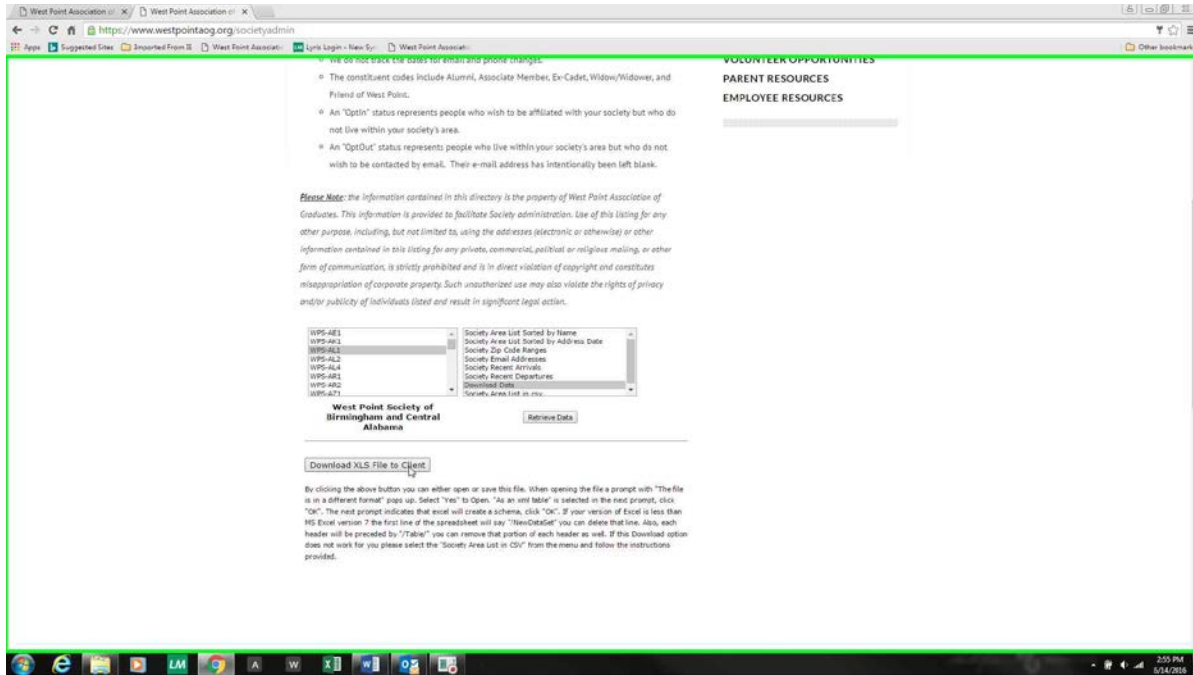 West Point Association of
West Point Association of
https://www.westpointaog.org/societyadmin
Apps
Suggested Sites
Imported From IE
West Point Associati
Lyris Login - New Sy
West Point Associati
Other bookmark
We do not track the dates for email and phone changes.
The constituent codes include Alumni, Associate Member, Ex-Cadet, Widow/Widower, and
Friend of West Point.
An "OptIn" status represents people who wish to be affiliated with your society but who do
not live within your society's area.
An "OptOut" status represents people who live within your society's area but who do not
wish to be contacted by email. Their e-mail address has intentionally been left blank.
VOLUNTEER OPPORTUNITIES
PARENT RESOURCES
EMPLOYEE RESOURCES
Please Note: the information contained in this directory is the property of West Point Association of
Graduates. This information is provided to facilitate Society administration. Use of this listing for any
other purpose, including, but not limited to, using the addresses (electronic or otherwise) or other
information contained in this listing for any private, commercial, political or religious mailing, or other
form of communication, is strictly prohibited and is in direct violation of copyright and constitutes
misappropriation of corporate property. Such unauthorized use may also violate the rights of privacy
and/or publicity of individuals listed and result in significant legal action.
WPS-AE1
WPS-AK1
WPS-AL1
WPS-AL2
WPS-AL4
WPS-AR1
WPS-AR2
WPS-AZ1
Society Area List Sorted by Name
Society Area List Sorted by Address Date
Society Zip Code Ranges
Society Email Addresses
Society Recent Arrivals
Society Recent Departures
Download Data
Society Area List in csv
West Point Society of
Birmingham and Central
Alabama
Retrieve Data
Download XLS File to Client
By clicking the above button you can either open or save this file. When opening the file a prompt with "The file
is in a different format" pops up. Select "Yes" to Open. "As an xml table" is selected in the next prompt, click
"OK". The next prompt indicates that excel will create a schema, click "OK". If your version of Excel is less than
MS Excel version 7 the first line of the spreadsheet will say "/NewDataSet" you can delete that line. Also, each
header will be preceded by "/Table/" you can remove that portion of each header as well. If this Download option
does not work for you please select the "Society Area List in CSV" from the menu and follow the instructions
provided.
LM
A
W
2:55 PM
6/14/2016